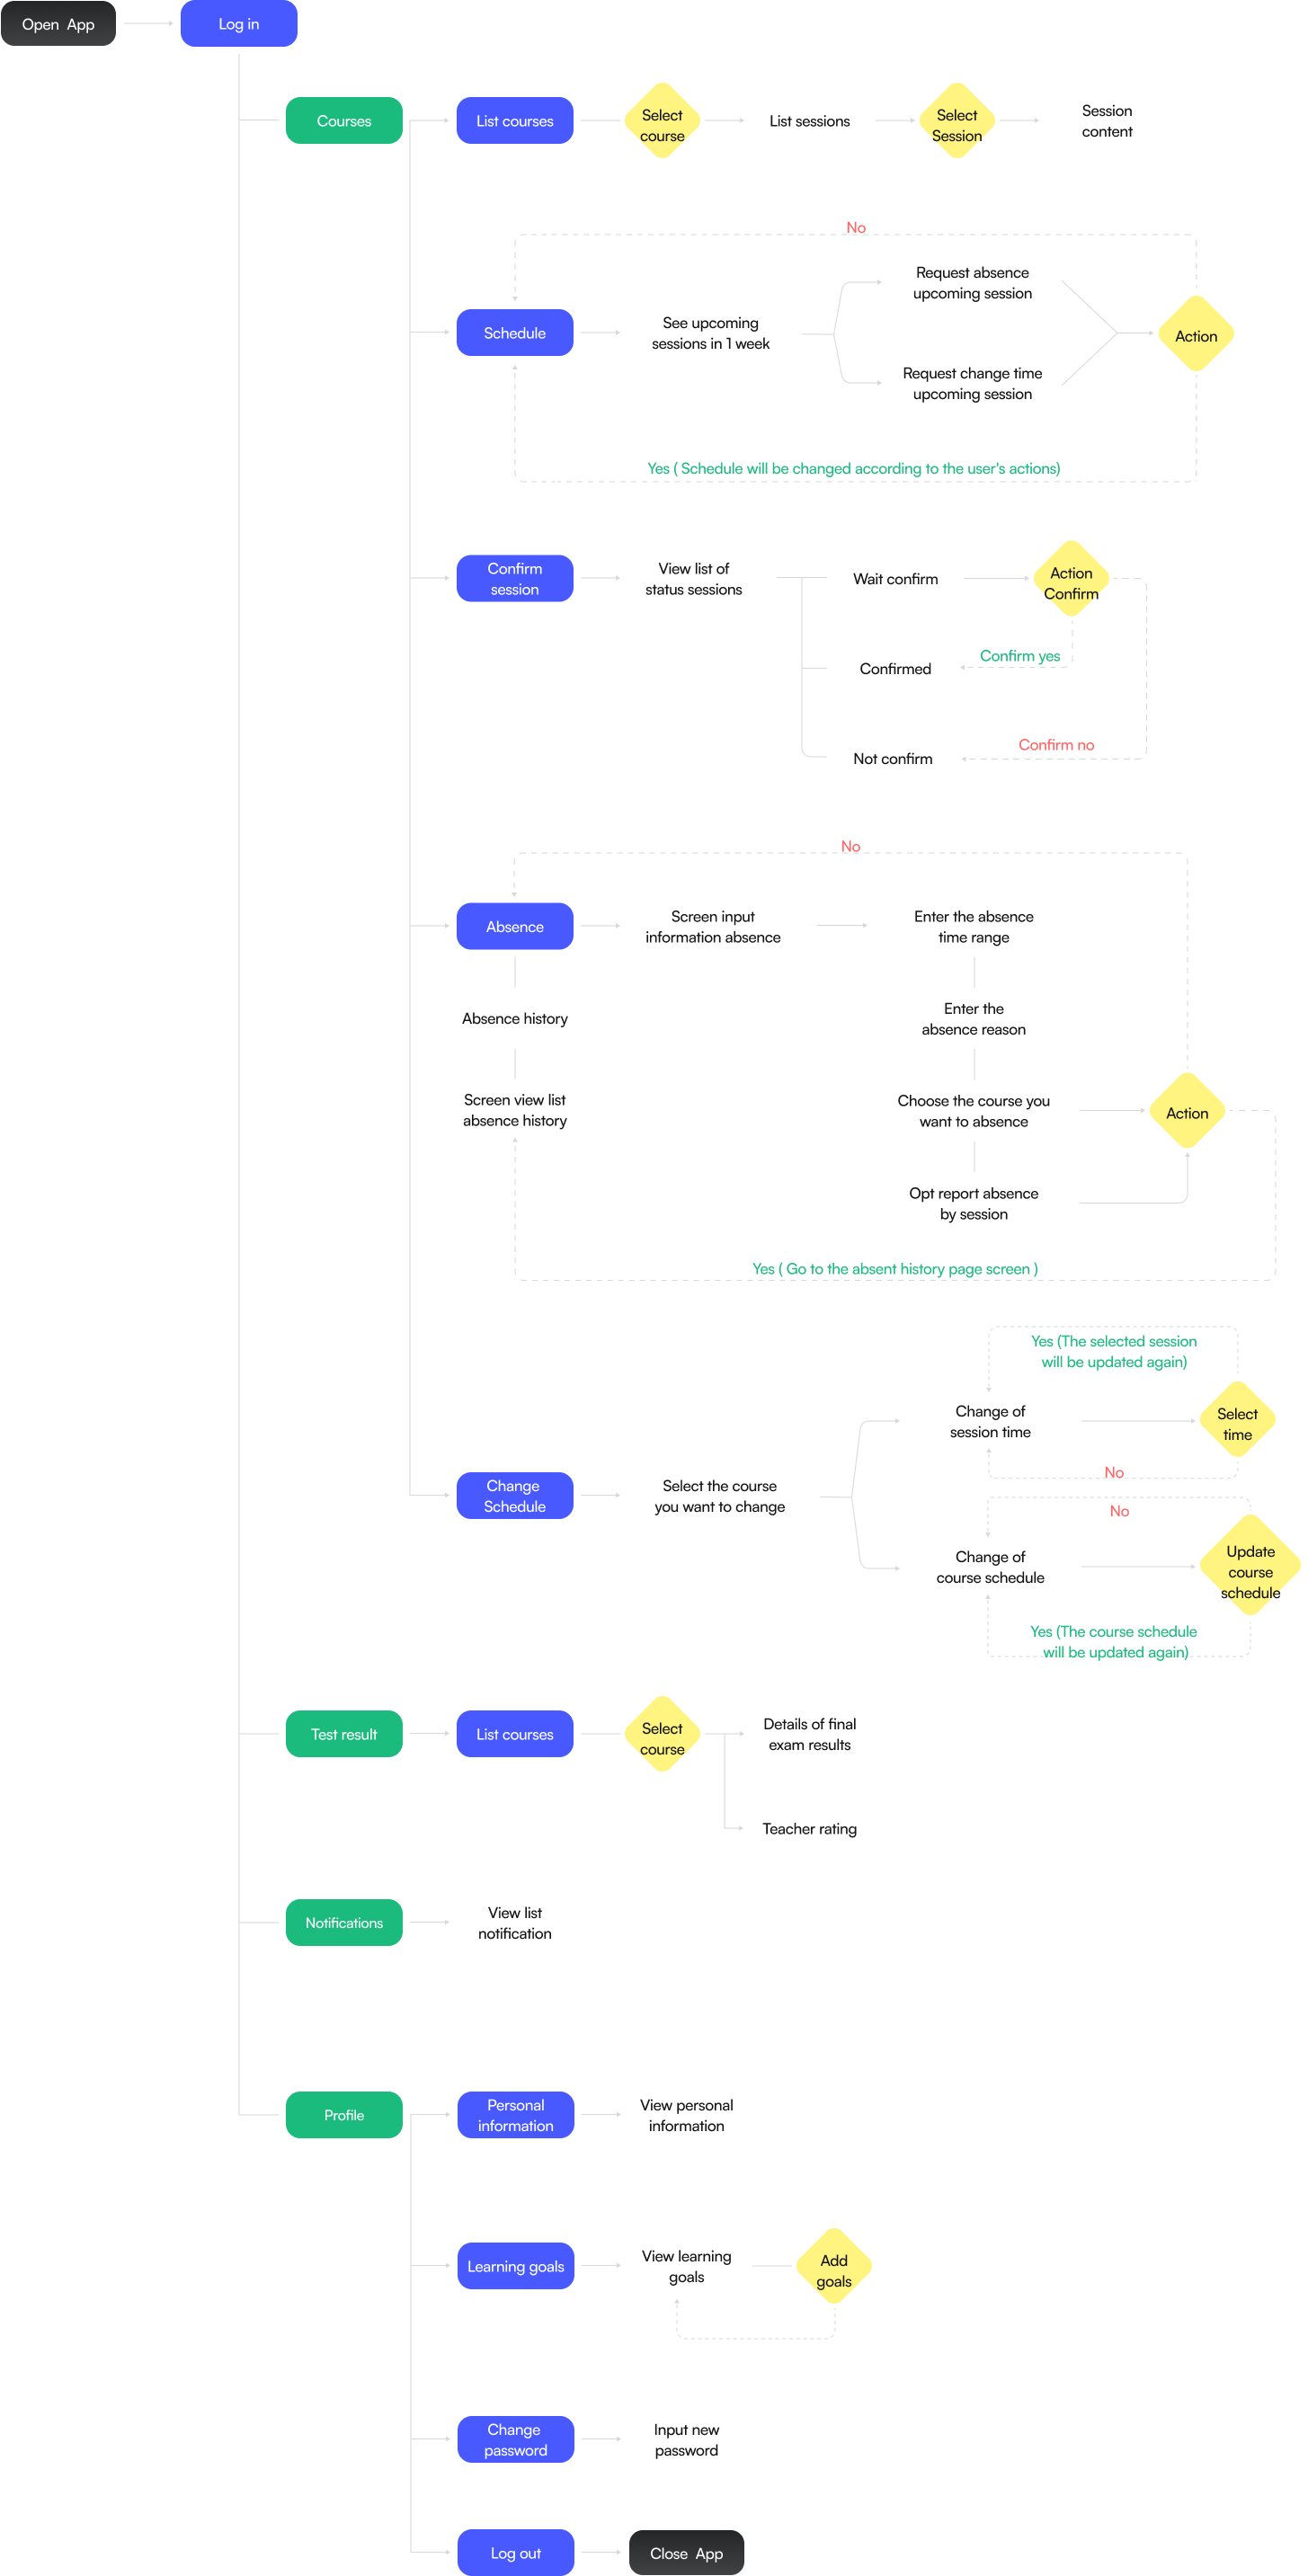 Open App
Log in
Courses
List courses
Select
course
List sessions
Select
Session
Session
content
No
Schedule
See upcoming
sessions in 1 week
Request absence
upcoming session
Request change time
upcoming session
Action
Yes ( Schedule will be changed according to the user's actions)
Confirm
session
View list of
status sessions
Wait confirm
Action
Confirm
Confirm yes
Confirmed
Confirm no
Not confirm
No
Absence
Screen input
information absence
Enter the absence
time range
Absence history
Enter the
absence reason
Screen view list
absence history
Choose the course you
want to absence
Action
Opt report absence
by session
Yes ( Go to the absent history page screen )
Yes (The selected session
will be updated again)
Change of
session time
Select
time
No
Change
Schedule
Select the course
you want to change
No
Change of
course schedule
Update
course
schedule
Yes (The course schedule
will be updated again)
Test result
List courses
Select
course
Details of final
exam results
Teacher rating
Notifications
View list
notification
Profile
Personal
information
View personal
information
Learning goals
View learning
goals
Add
goals
Change
password
Input new
password
Log out
Close App